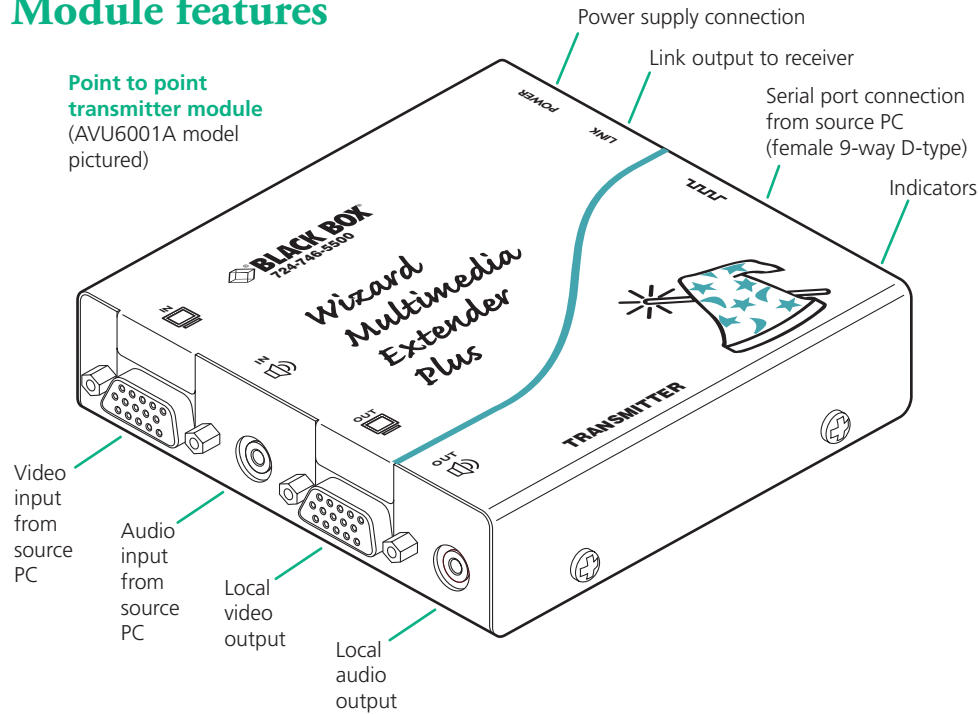 Module features
Power supply connection
Link output to receiver
Point to point
transmitter module
(AVU6001A model
pictured)
Serial port connection
from source PC
(female 9-way D-type)
Indicators
POWER
LINK
BLACK BOX®
724-746-5500
Wizard
Multimedia
Extender
Plus
IN
IN
OUT
OUT
TRANSMITTER
Video
input
from
source
PC
Audio
input
from
source
PC
Local
video
output
Local
audio
output